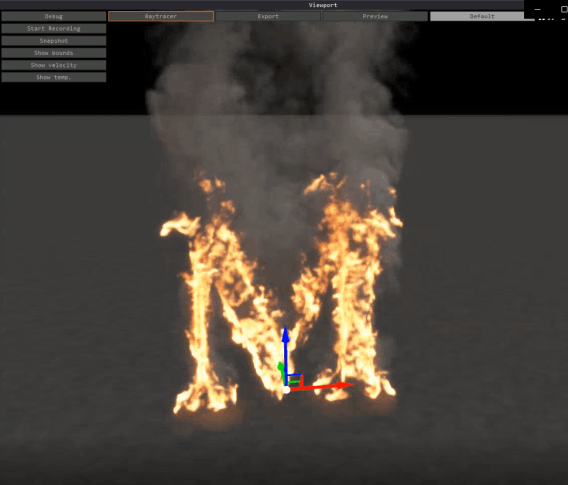 Viewport
Debug
Raytracer
Export
Preview
Default
Start Recording
Snapshot
Show bounds
Show velocity
Show temp.
M